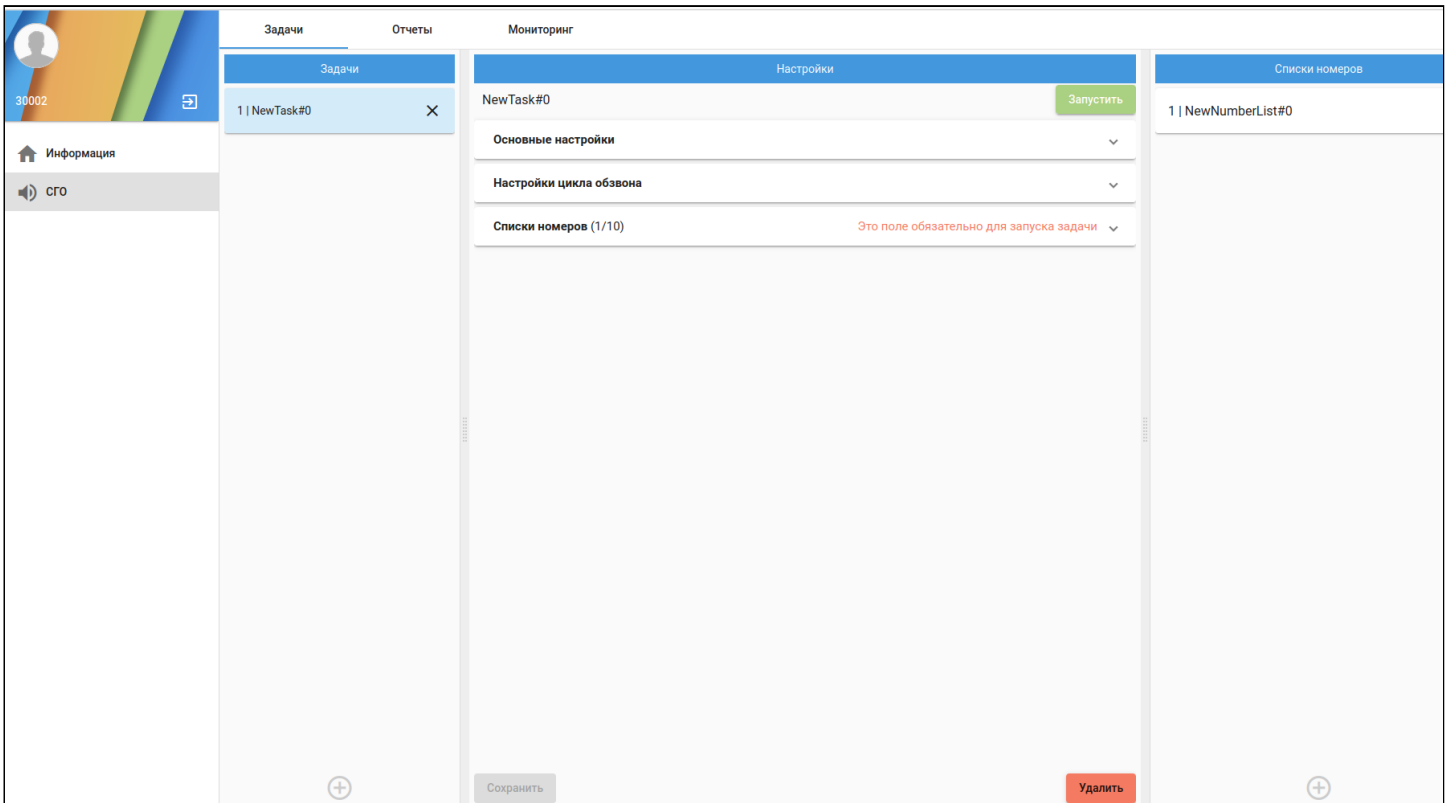 Задачи
Отчеты
Мониторинг
30002
Информация
СГО
Задачи
1 | NewTask#0
Настройки
NewTask#0
Запустить
Основные настройки
Настройки цикла обзвона
Списки номеров (1/10)
Это поле обязательно для запуска задачи
Сохранить
Удалить
Списки номеров
1 | NewNumberList#0